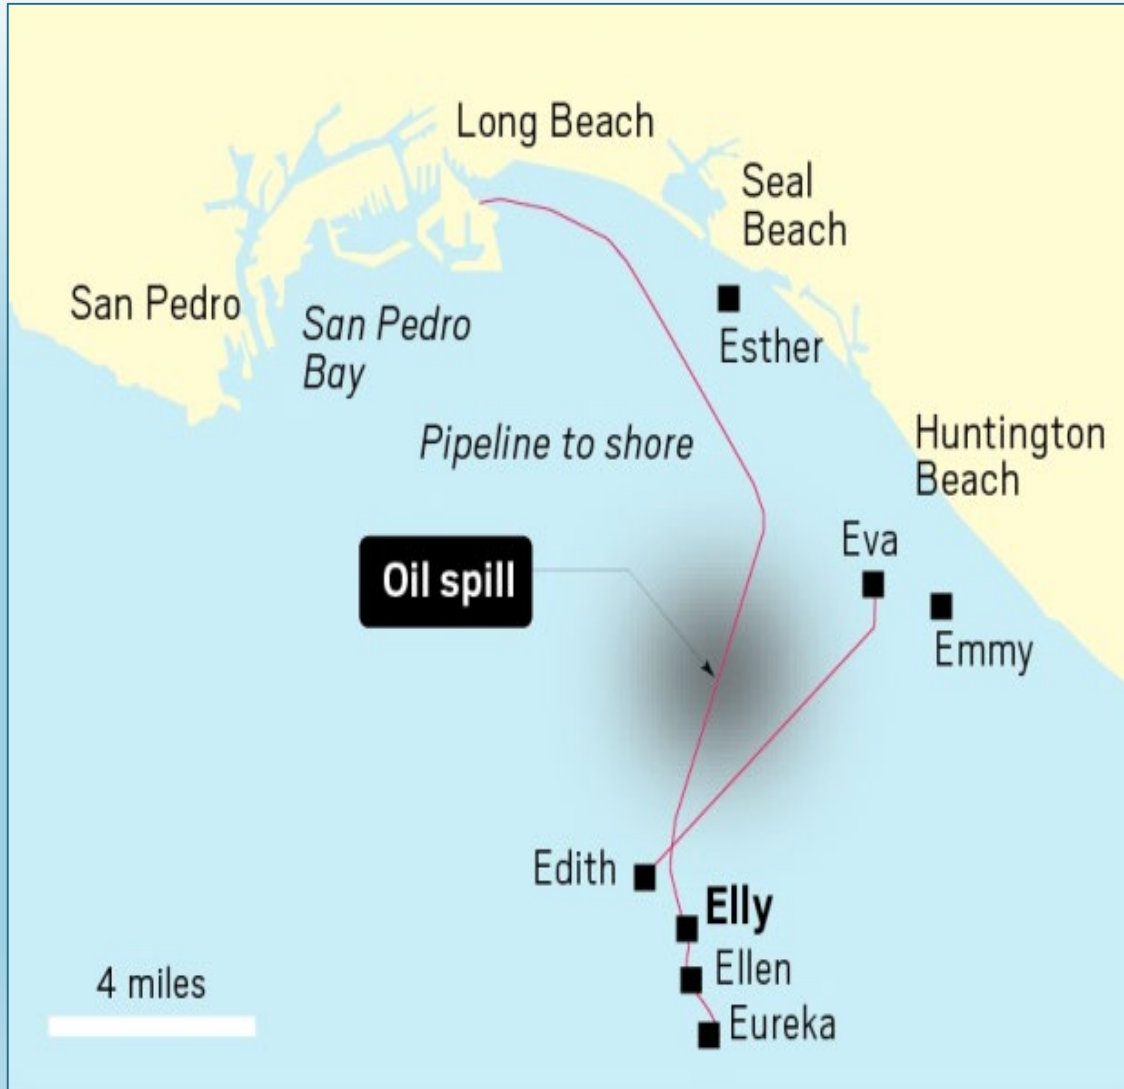 Long Beach
Seal
Beach
San Pedro
San Pedro
Bay
Esther
Pipeline to shore
Huntington
Beach
Eva
Oil spill
Emmy
Edith
Elly
Ellen
4 miles
Eureka